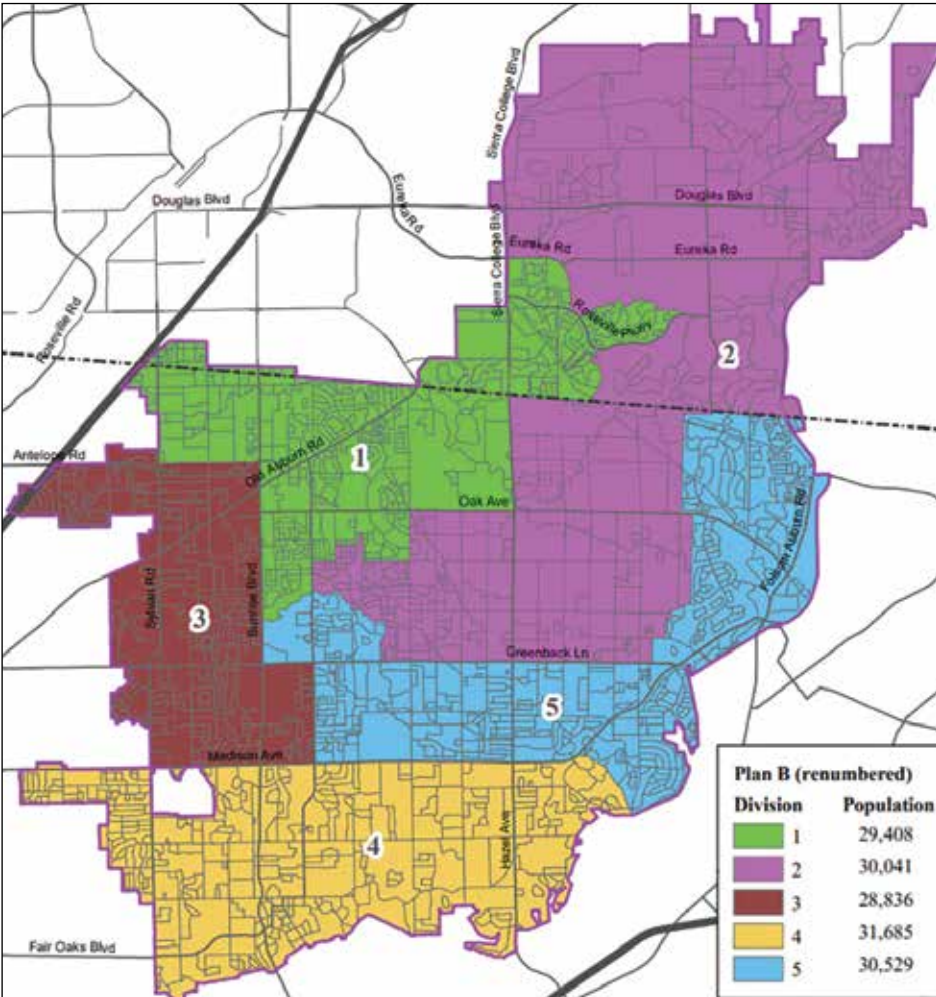 Sierra College Blvd
Douglas Blvd
Eureka Rd
Douglas Blvd
Sierra College Blvd
Eureka Rd
Eureka Rd
Roseville Rd
Roseville Pkwy
2
Old Auburn Rd
1
Antelope Rd
Oak Ave
Folsom Auburn Rd
Sylvan Rd
Sunrise Blvd
3
Greenback Ln
5
Madison Ave
4
Hazel Ave
Fair Oaks Blvd
Plan B (renumbered)
Division Population
1 29,408
2 30,041
3 28,836
4 31,685
5 30,529